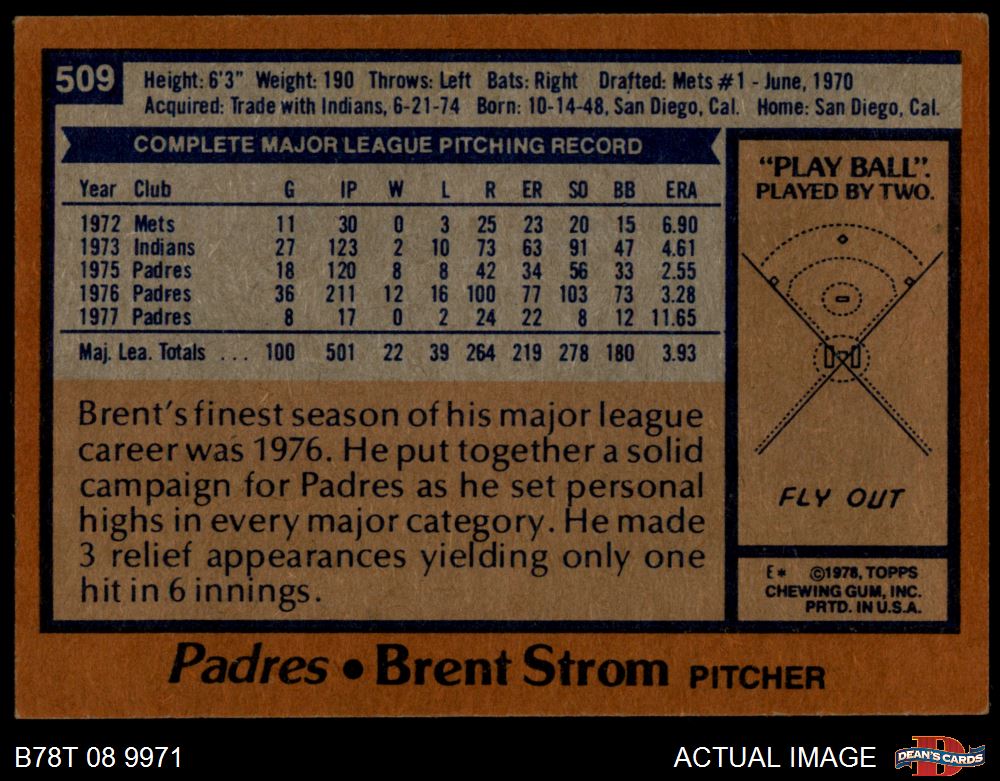 509
Height: 6'3" Weight: 190 Throws: Left Bats: Right Drafted: Mets #1 - June, 1970
Acquired: Trade with Indians, 6-21-74 Born: 10-14-48, San Diego, Cal. Home: San Diego, Cal.
COMPLETE MAJOR LEAGUE PITCHING RECORD
Year Club G IP W L R ER SO BB ERA
1972 Mets 11 30 0 3 25 23 20 15 6.90
1973 Indians 27 123 2 10 73 63 91 47 4.61
1975 Padres 18 120 8 8 42 34 56 33 2.55
1976 Padres 36 211 12 16 100 77 103 73 3.28
1977 Padres 8 17 0 2 24 22 8 12 11.65
Maj. Lea. Totals ... 100 501 22 39 264 219 278 180 3.93
Brent's finest season of his major league
career was 1976. He put together a solid
campaign for Padres as he set personal
highs in every major category. He made
3 relief appearances yielding only one
hit in 6 innings.
"PLAY BALL".
PLAYED BY TWO.
FLY OUT
E* ©1978, TOPPS
CHEWING GUM, INC.
PRTD. IN U.S.A.
Padres • Brent Strom PITCHER
B78T 08 9971
ACTUAL IMAGE
D
DEAN'S CARDS